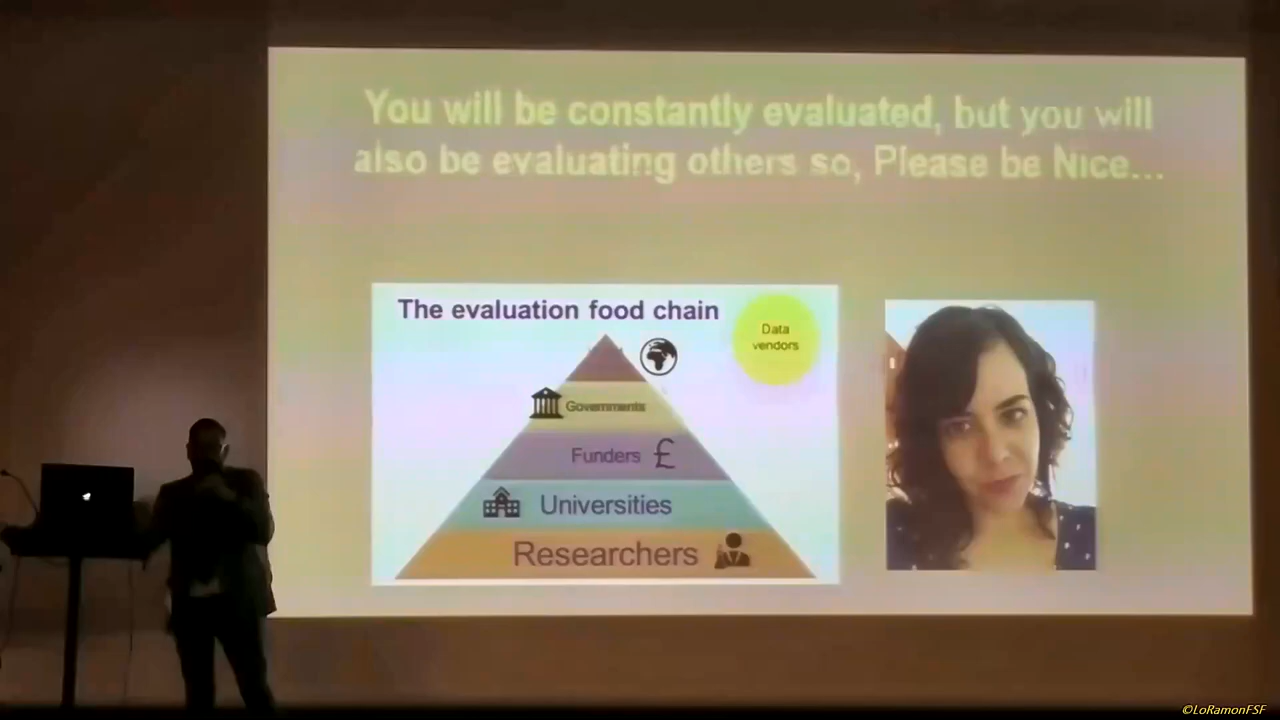 You will be constantly evaluated, but you will
also be evaluating others so, Please be Nice...
The evaluation food chain
Data
vendors
Governments
Funders £
Universities
Researchers
©LoRamonFSF